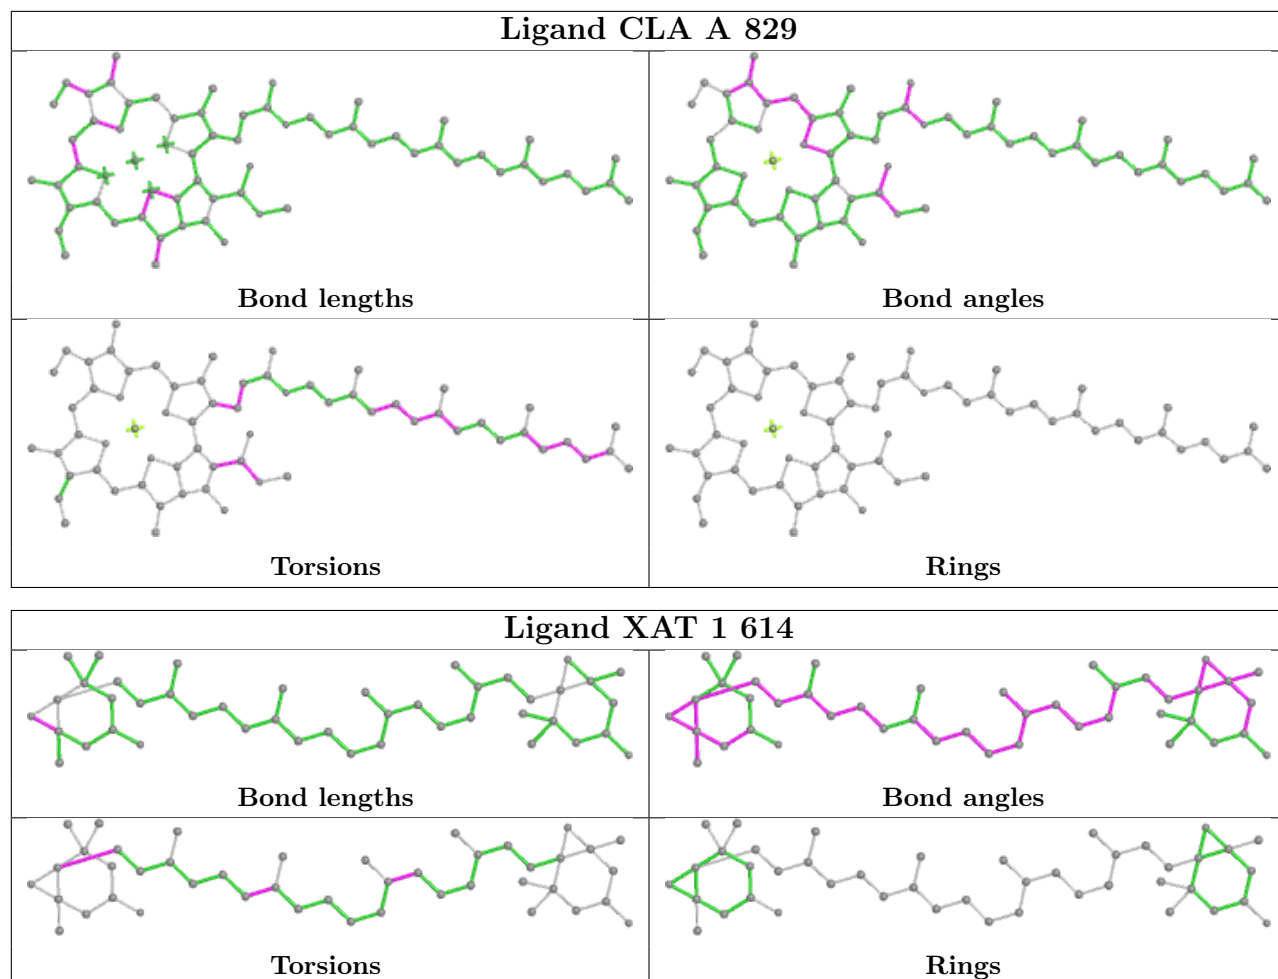 Ligand CLA A 829
Bond lengths
Bond angles
Torsions
Rings
Ligand XAT 1 614
Bond lengths
Bond angles
Torsions
Rings